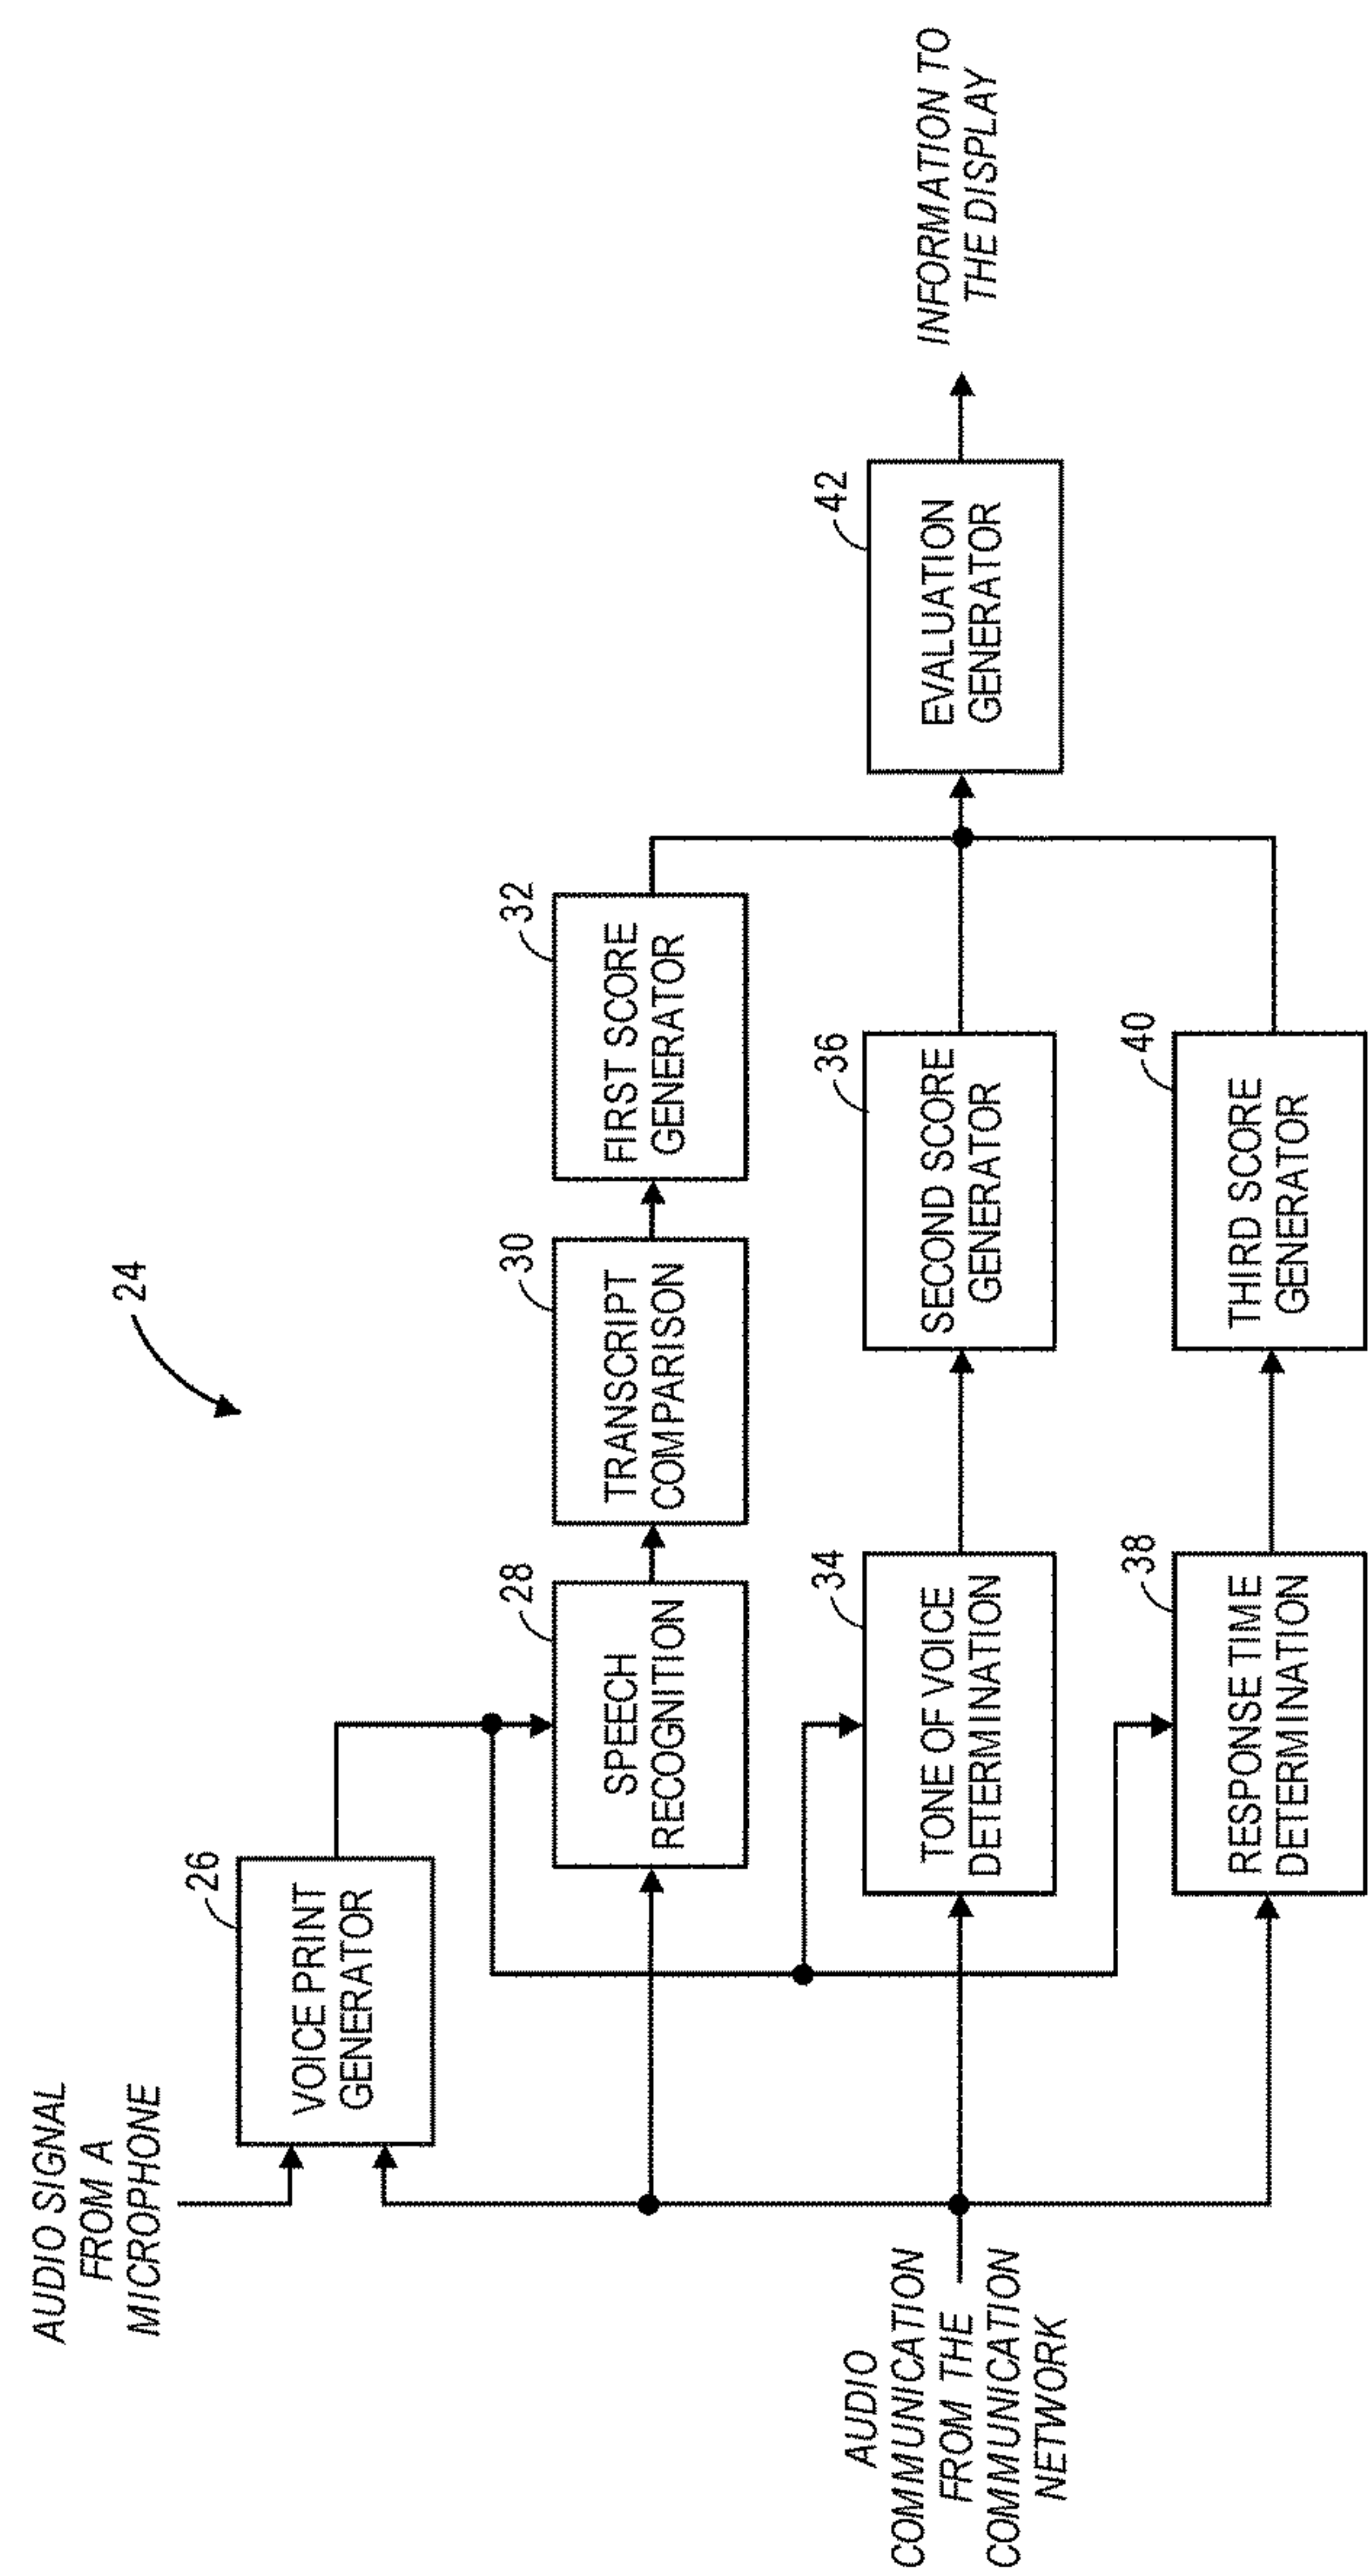 24
AUDIO SIGNAL
FROM A
MICROPHONE
26
VOICE PRINT
GENERATOR
28
SPEECH
RECOGNITION
30
TRANSCRIPT
COMPARISON
32
FIRST SCORE
GENERATOR
AUDIO
COMMUNICATION
FROM THE
COMMUNICATION
NETWORK
34
TONE OF VOICE
DETERMINATION
36
SECOND SCORE
GENERATOR
42
EVALUATION
GENERATOR
INFORMATION TO
THE DISPLAY
38
RESPONSE TIME
DETERMINATION
40
THIRD SCORE
GENERATOR